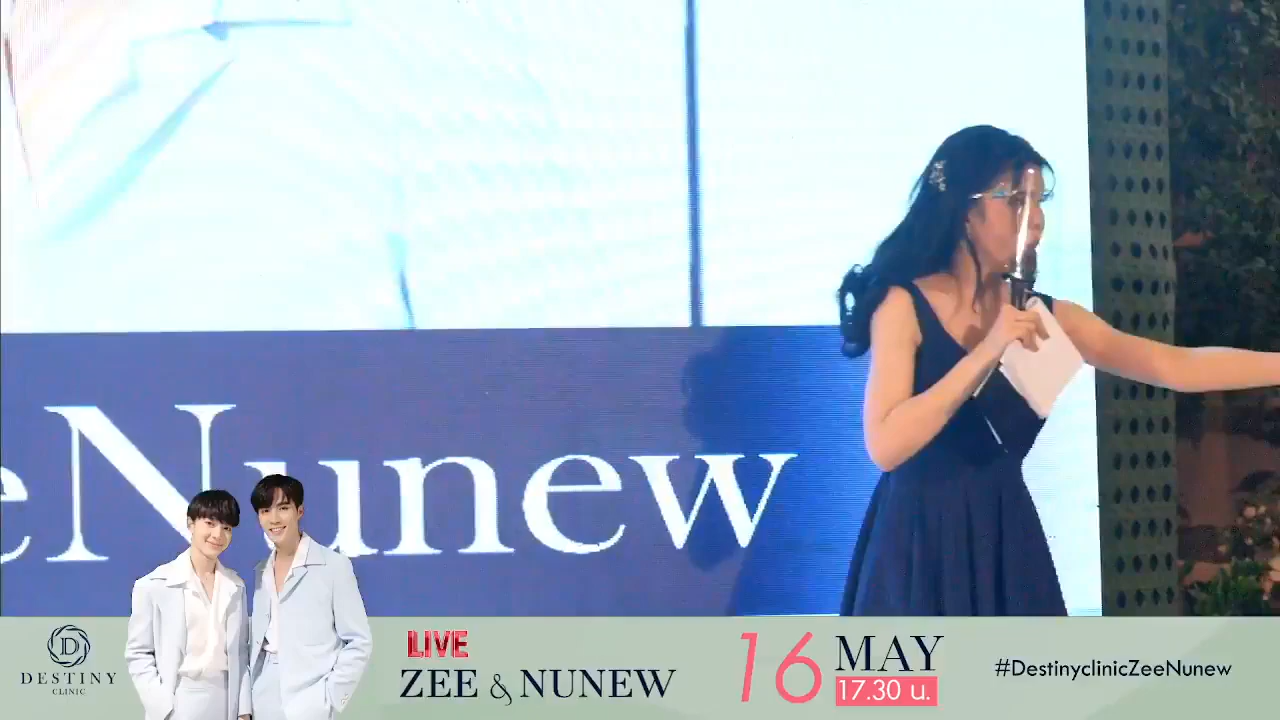 eNunew
DESTINY
CLINIC
LIVE
ZEE & NUNEW
16 MAY
17.30 น.
#DestinyclinicZeeNunew